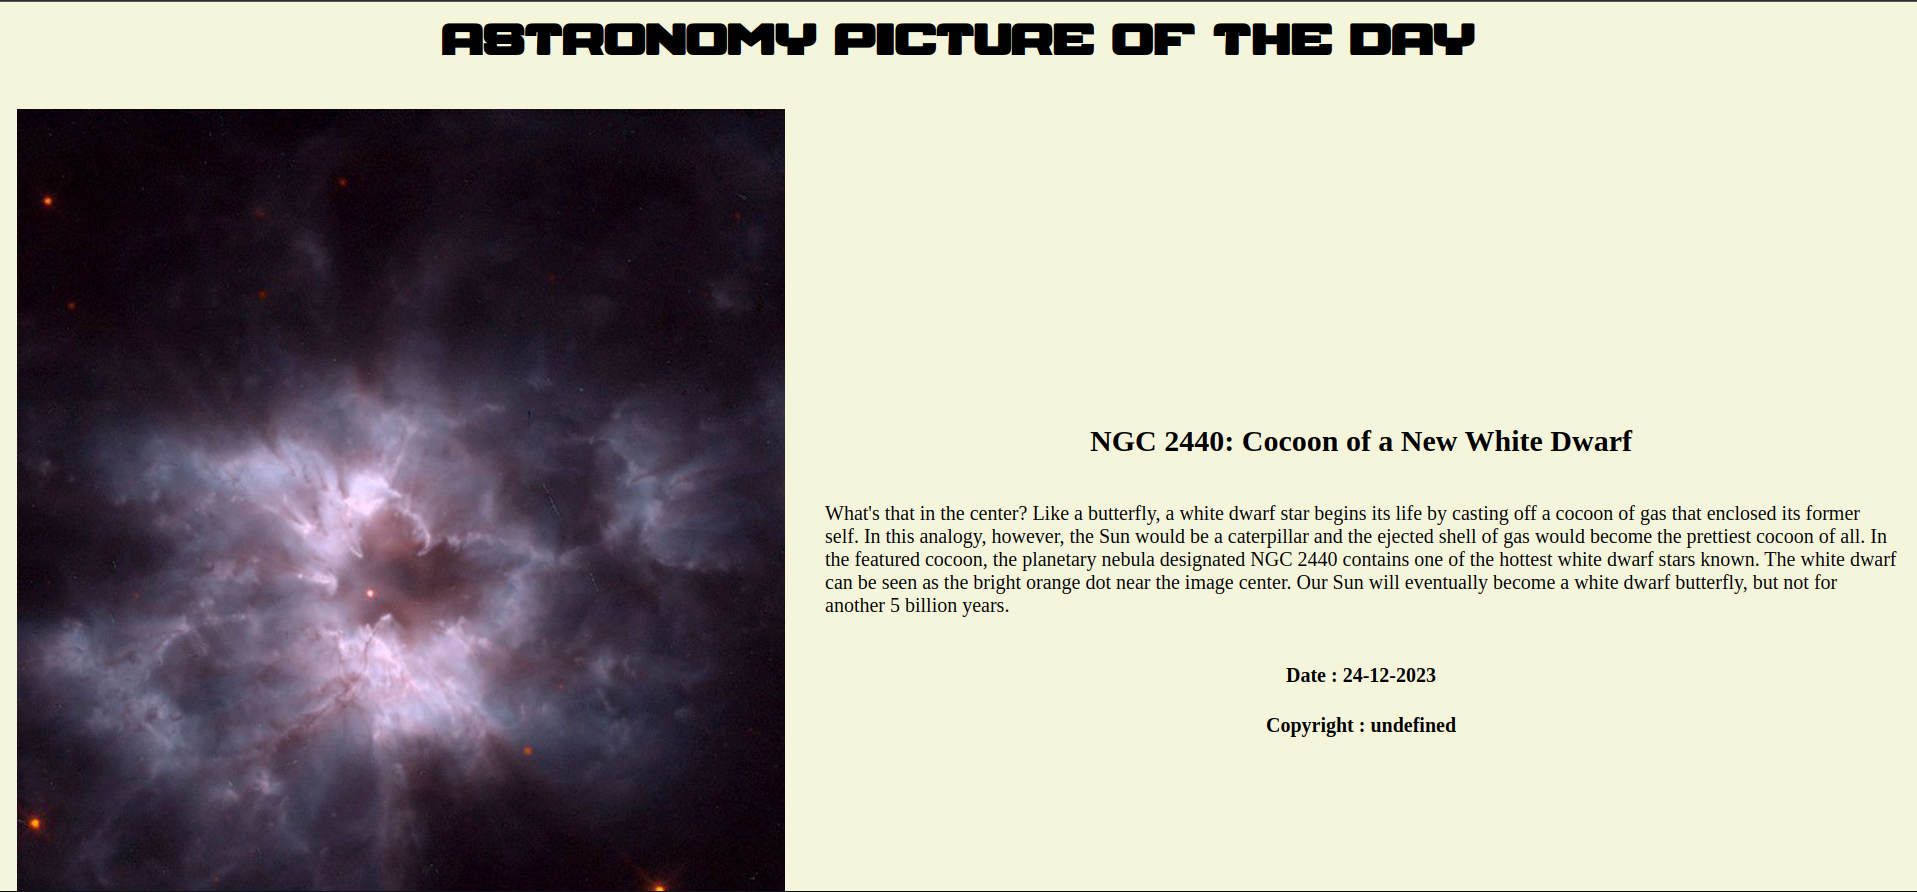 ASTRONOMY PICTURE OF THE DAY
NGC 2440: Cocoon of a New White Dwarf
What's that in the center? Like a butterfly, a white dwarf star begins its life by casting off a cocoon of gas that enclosed its former
self. In this analogy, however, the Sun would be a caterpillar and the ejected shell of gas would become the prettiest cocoon of all. In
the featured cocoon, the planetary nebula designated NGC 2440 contains one of the hottest white dwarf stars known. The white dwarf
can be seen as the bright orange dot near the image center. Our Sun will eventually become a white dwarf butterfly, but not for
another 5 billion years.
Date : 24-12-2023
Copyright : undefined